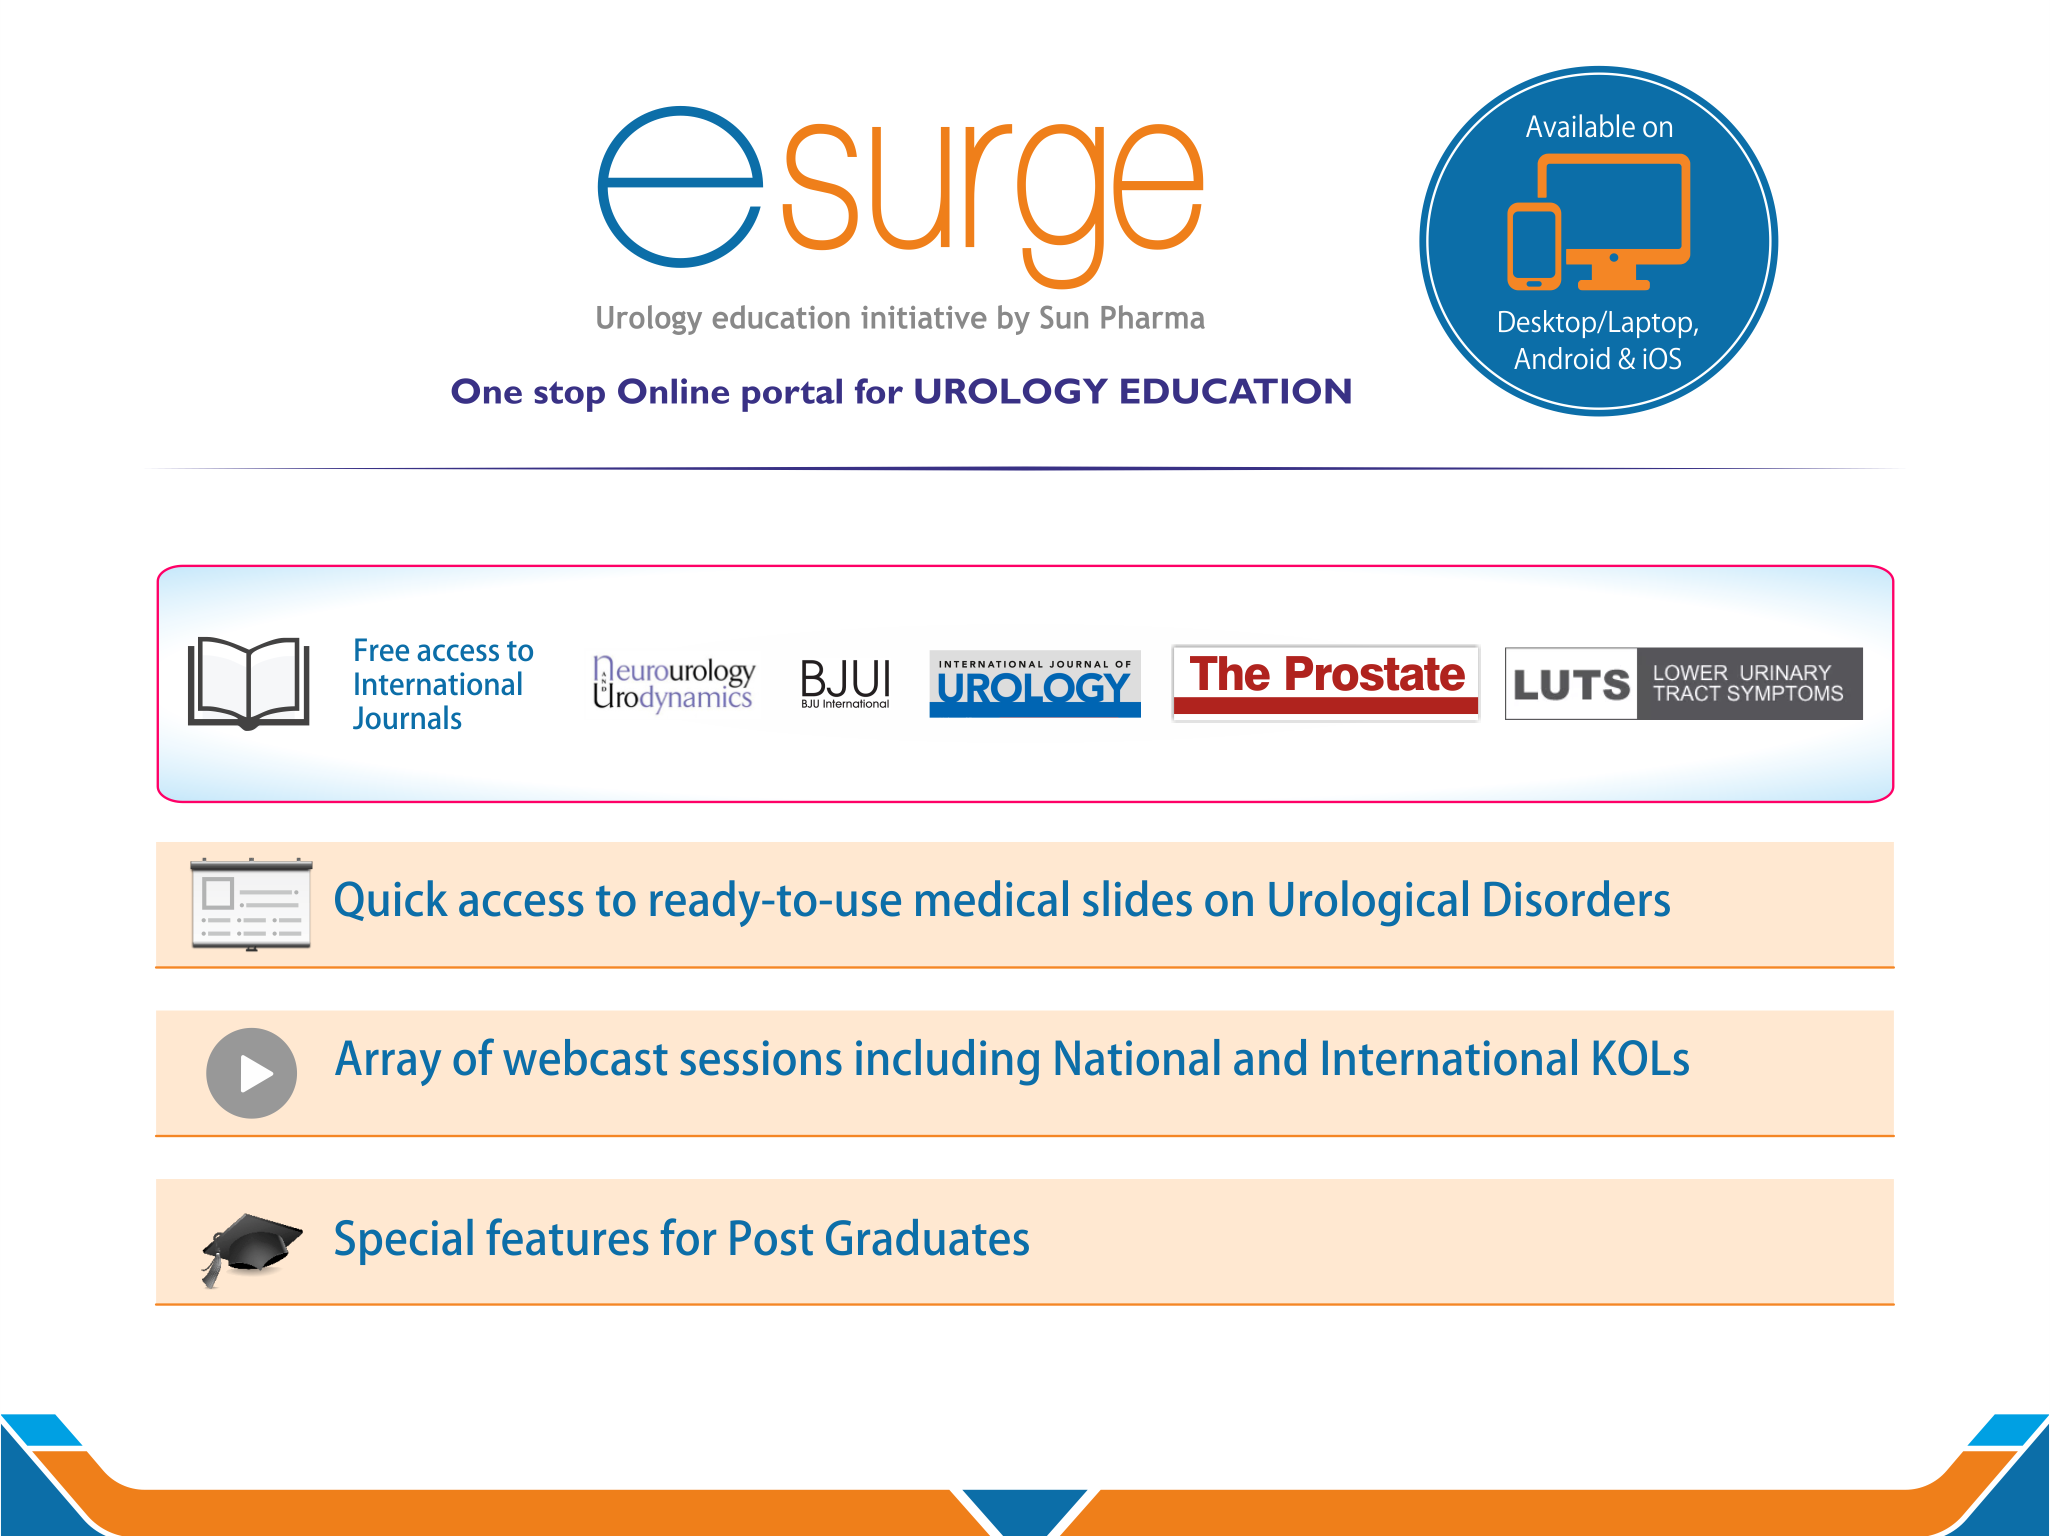 esurge
Urology education initiative by Sun Pharma
One stop Online portal for UROLOGY EDUCATION
Available on
Desktop/Laptop,
Android & iOS
Free access to
International
Journals
Neurourology
AND
Urodynamics
BJUI
BJU International
INTERNATIONAL JOURNAL OF
UROLOGY
The Prostate
LUTS
LOWER URINARY
TRACT SYMPTOMS
Quick access to ready-to-use medical slides on Urological Disorders
Array of webcast sessions including National and International KOLs
Special features for Post Graduates